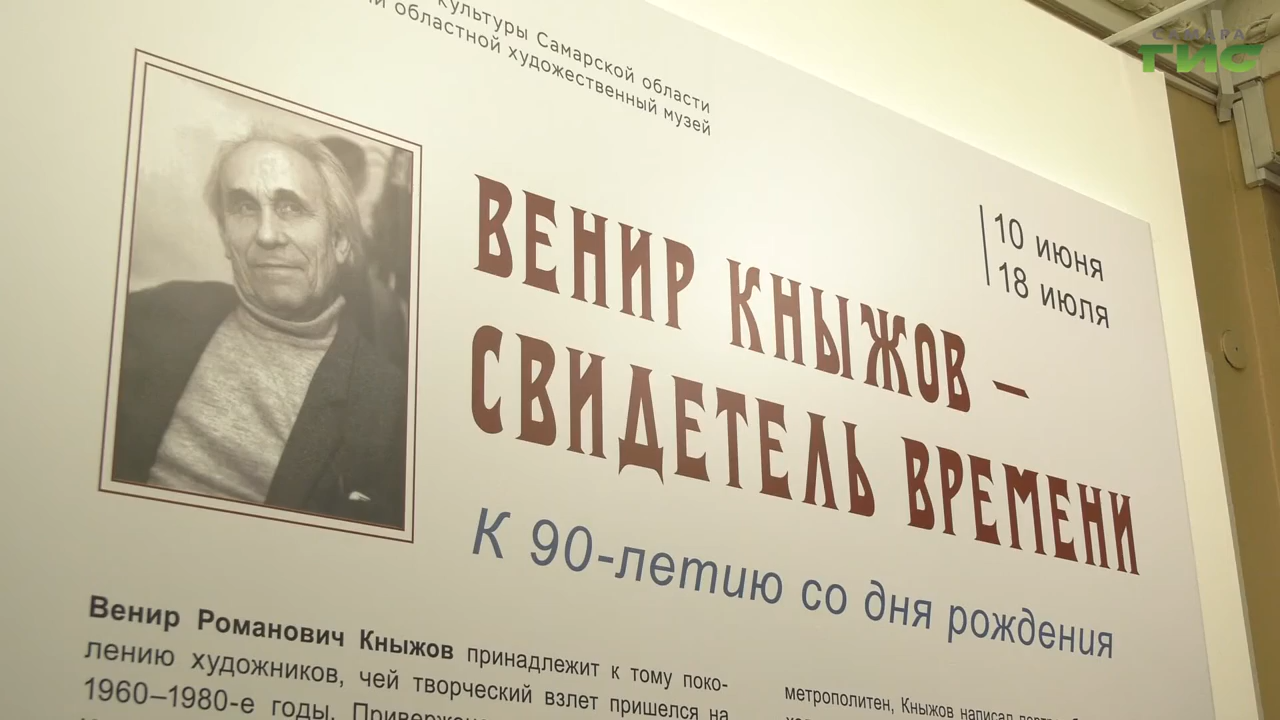 культуры Самарской области
областной художественный музей
САМАРА
ГИС
10 июня
18 июля
ВЕНИР КНЫЖОВ –
СВИДЕТЕЛЬ ВРЕМЕНИ
К 90-летию со дня рождения
Венир Романович Кныжов принадлежит к тому поко-
лению художников, чей творческий взлет пришелся на
1960–1980-е годы.
метрополитен, Кныжов написал